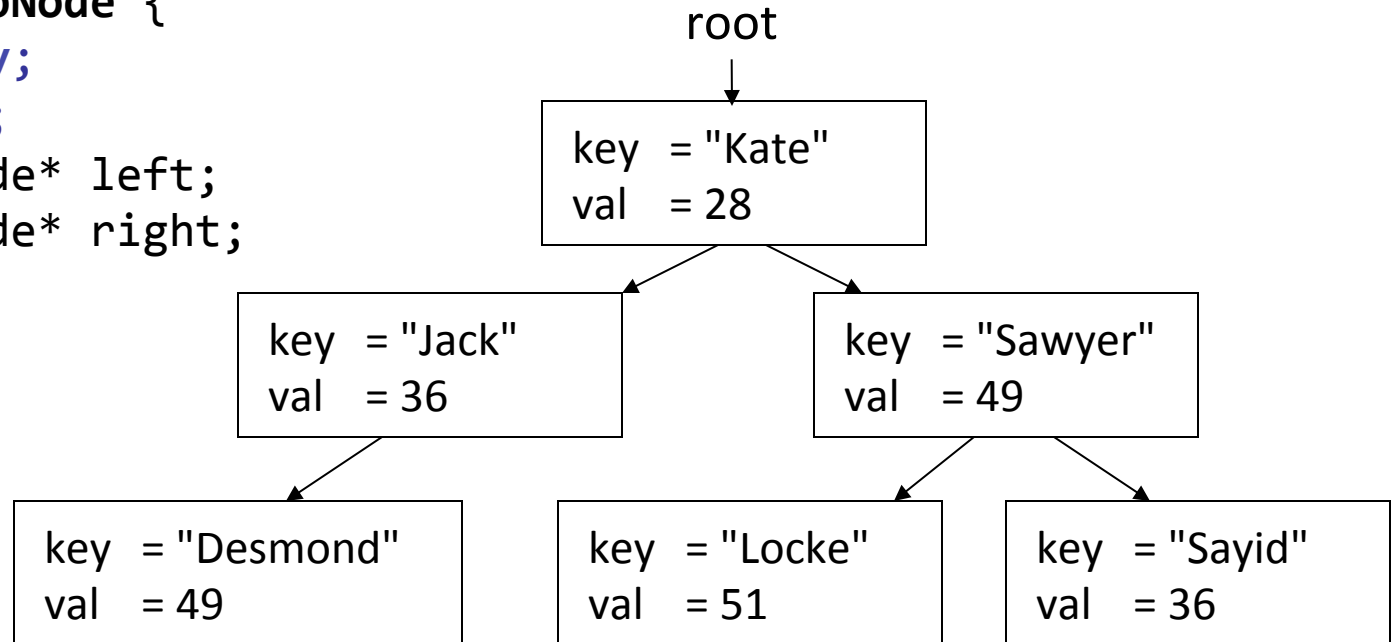 {
y;
;
de* left;
de* right;
root
key = "Kate"
val = 28
key = "Jack"
val = 36
key = "Sawyer"
val = 49
key = "Desmond"
val = 49
key = "Locke"
val = 51
key = "Sayid"
val = 36